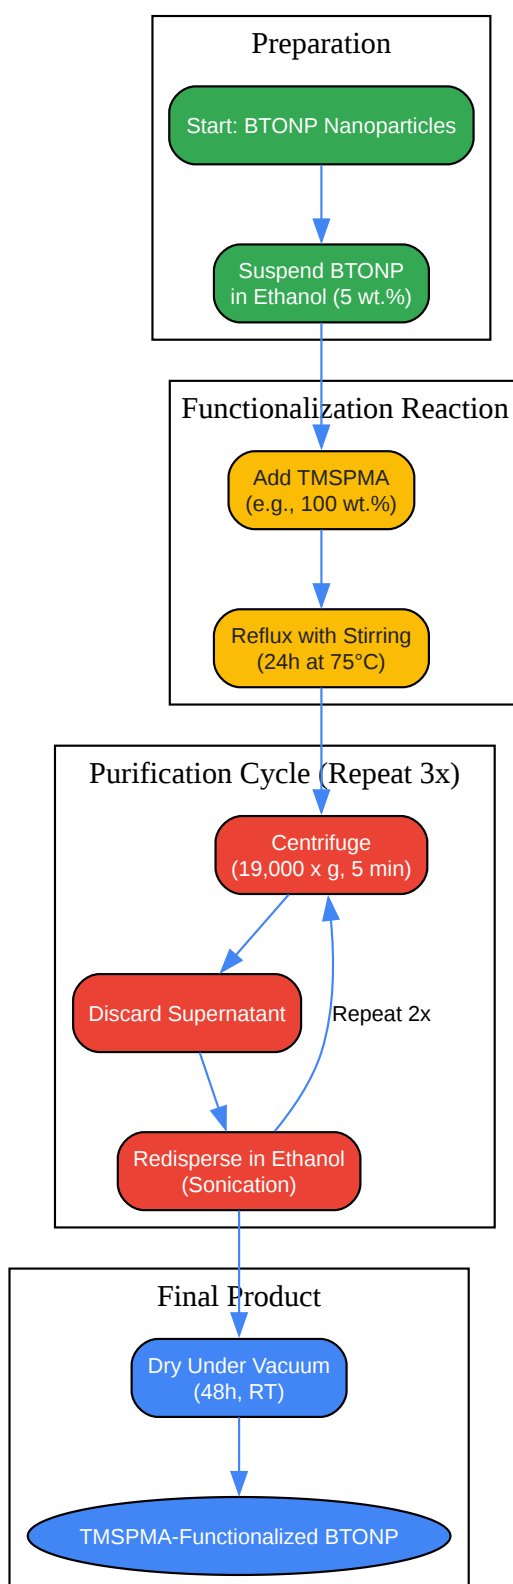 Preparation
Start: BTONP Nanoparticles
Suspend BTONP
in Ethanol (5 wt.%)
Functionalization Reaction
Add TMSPMA
(e.g., 100 wt.%)
Reflux with Stirring
(24h at 75°C)
Purification Cycle (Repeat 3x)
Centrifuge
(19,000 x g, 5 min)
Discard Supernatant
Repeat 2x
Redisperse in Ethanol
(Sonication)
Final Product
Dry Under Vacuum
(48h, RT)
TMSPMA-Functionalized BTONP